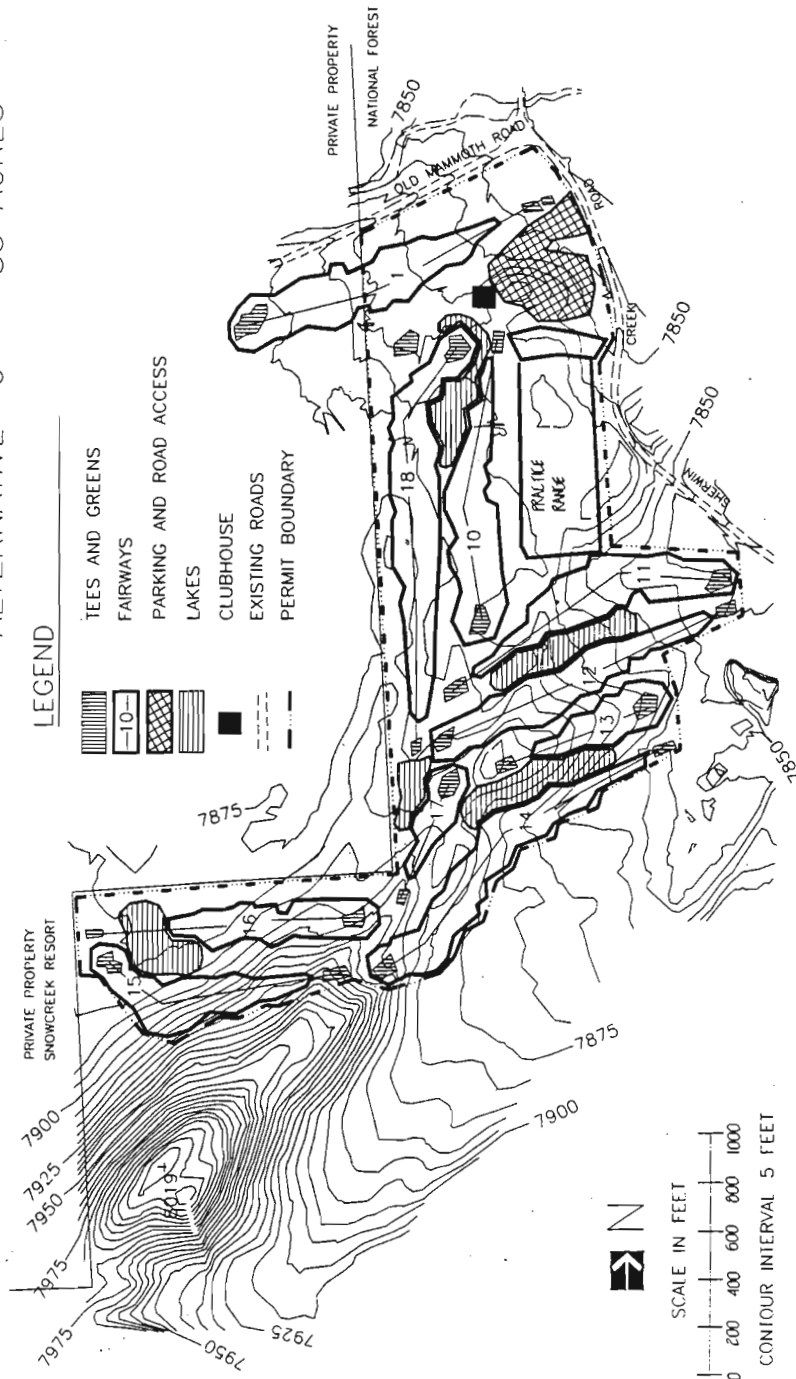 LEGEND
TEES AND GREENS
-10- FAIRWAYS
PARKING AND ROAD ACCESS
LAKES
CLUBHOUSE
EXISTING ROADS
PERMIT BOUNDARY
PRIVATE PROPERTY
NATIONAL FOREST
PRIVATE PROPERTY
SNOWCREEK RESORT
OLD MAMMOTH ROAD
SHERWIN CREEK ROAD
PRACTICE
RANGE
1
10
11
12
13
14
15
16
17
18
7850
7850
7850
7850
7875
7875
7900
7900
7925
7925
7950
7950
7975
7975
8019
N
SCALE IN FEET
0 200 400 600 800 1000
CONTOUR INTERVAL 5 FEET